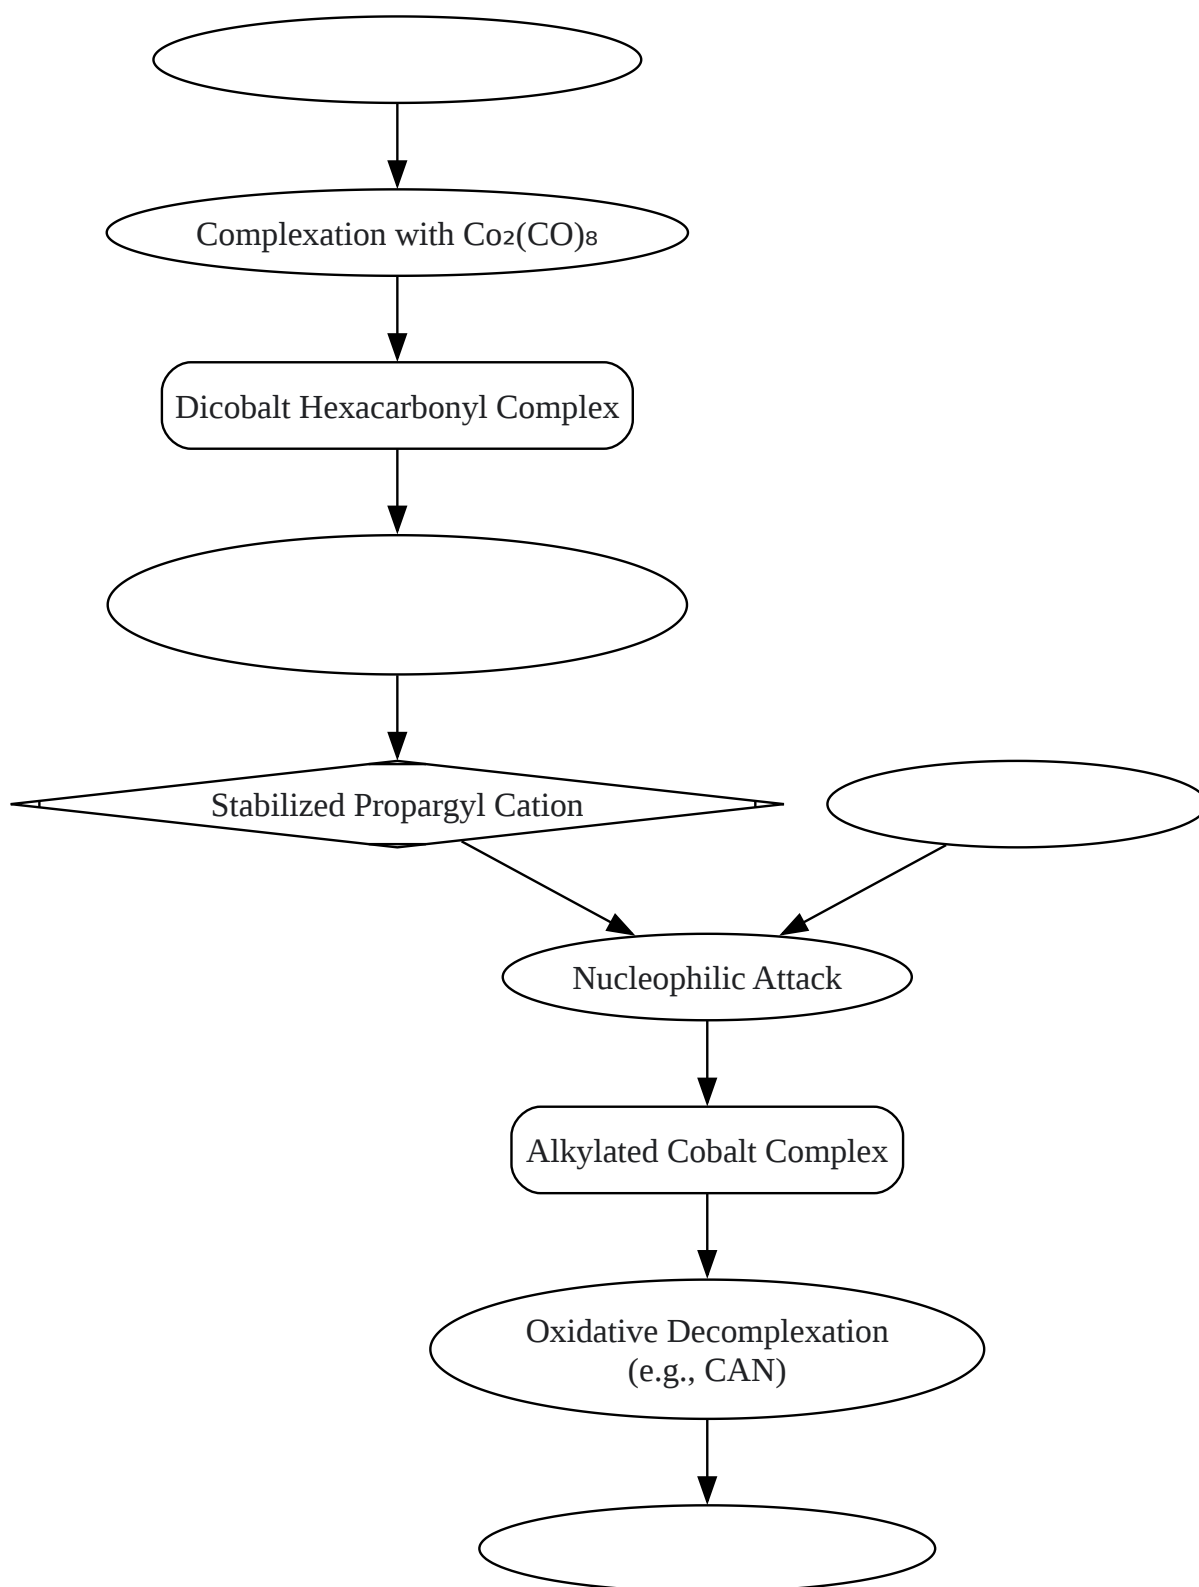 Complexation with Co₂(CO)₈
Dicobalt Hexacarbonyl Complex
Stabilized Propargyl Cation
Nucleophilic Attack
Alkylated Cobalt Complex
Oxidative Decomplexation
(e.g., CAN)